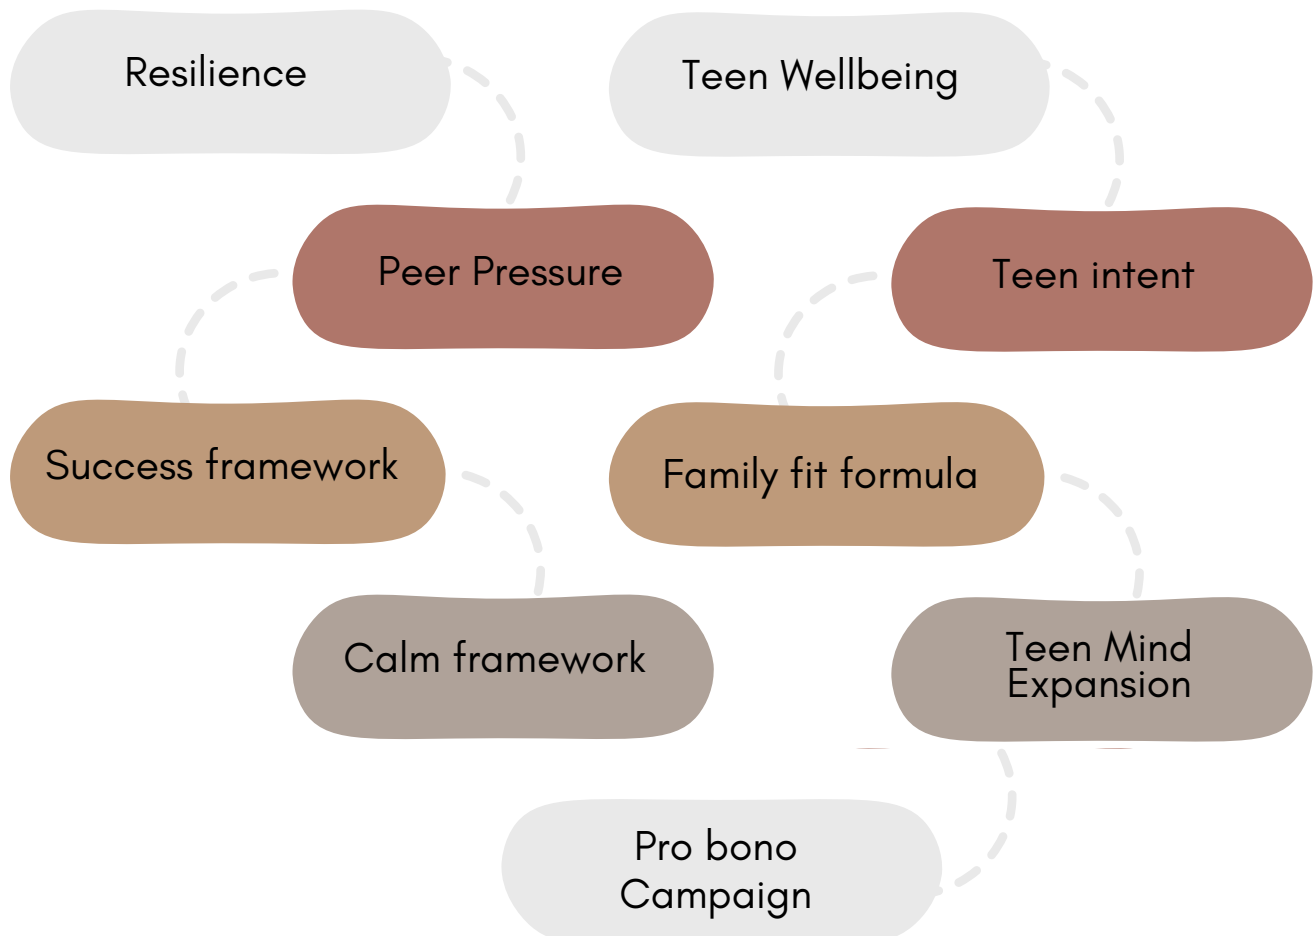 Resilience
Teen Wellbeing
Peer Pressure
Teen intent
Success framework
Family fit formula
Calm framework
Teen Mind
Expansion
Pro bono
Campaign